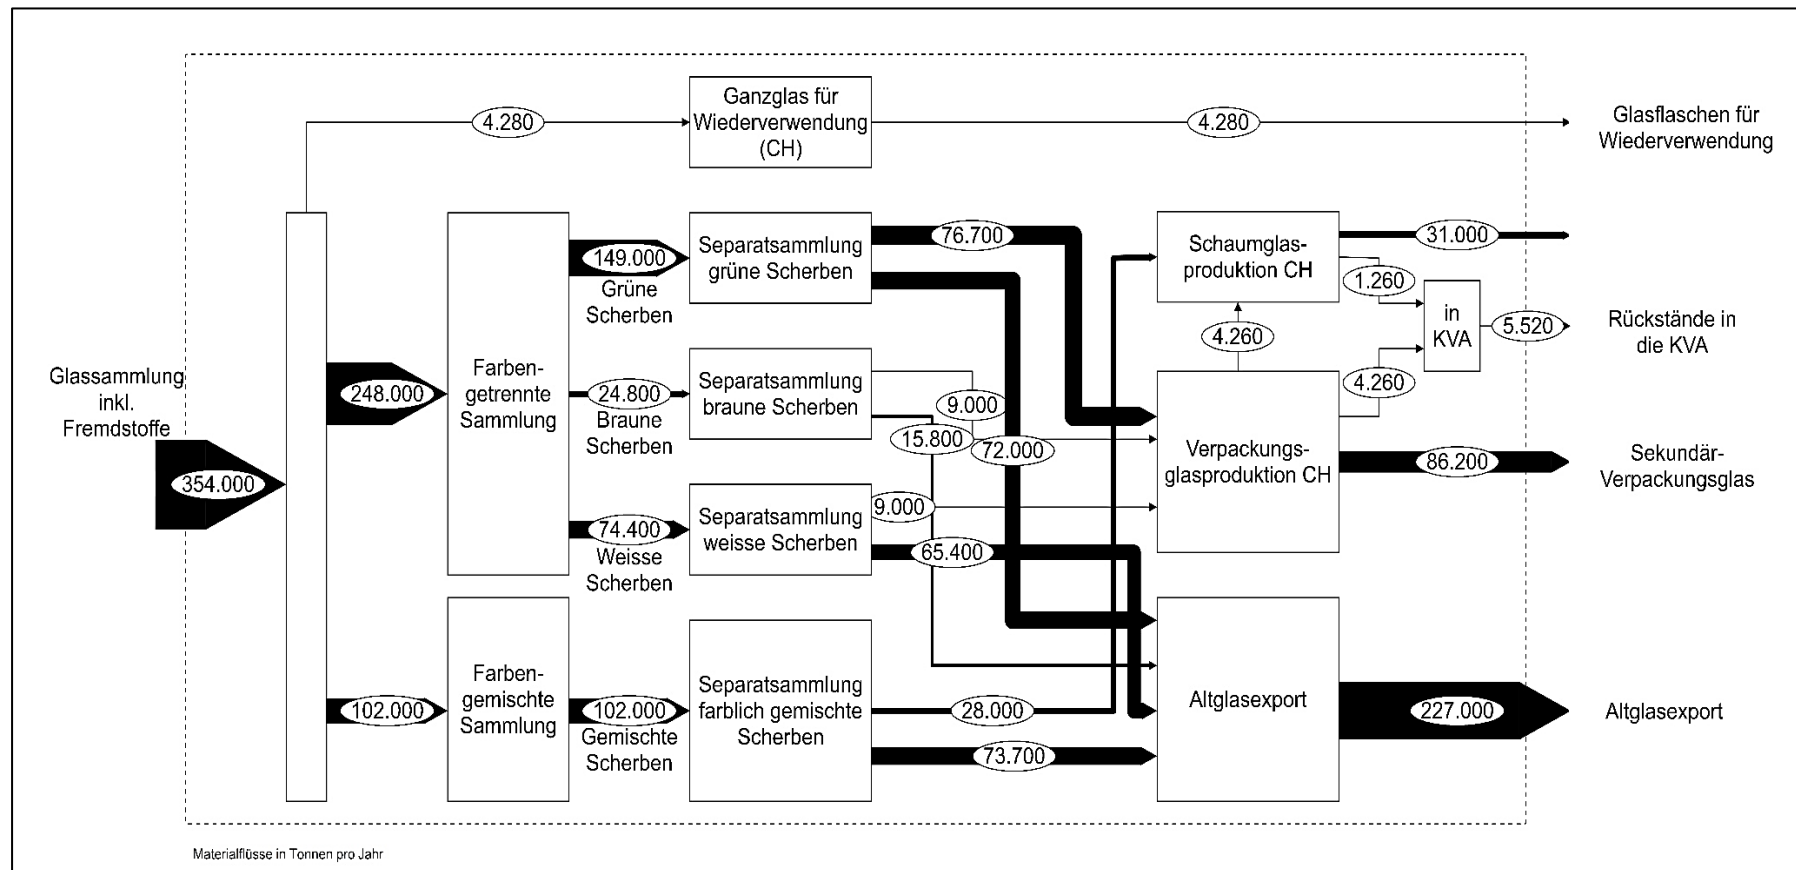 4.280
Ganzglas für
Wiederverwendung
(CH)
4.280
Glasflaschen für
Wiederverwendung
Glassammlung
inkl.
Fremdstoffe
354.000
248.000
102.000
Farben-
getrennte
Sammlung
Farben-
gemischte
Sammlung
149.000
Grüne
Scherben
24.800
Braune
Scherben
74.400
Weisse
Scherben
102.000
Gemischte
Scherben
Separatsammlung
grüne Scherben
Separatsammlung
braune Scherben
Separatsammlung
weisse Scherben
Separatsammlung
farblich gemischte
Scherben
76.700
9.000
15.800
72.000
9.000
65.400
28.000
73.700
Schaumglas-
produktion CH
4.260
Verpackungs-
glasproduktion CH
Altglasexport
31.000
1.260
in
KVA
5.520
4.260
86.200
227.000
Rückstände in
die KVA
Sekundär-
Verpackungsglas
Altglasexport
Materialflüsse in Tonnen pro Jahr